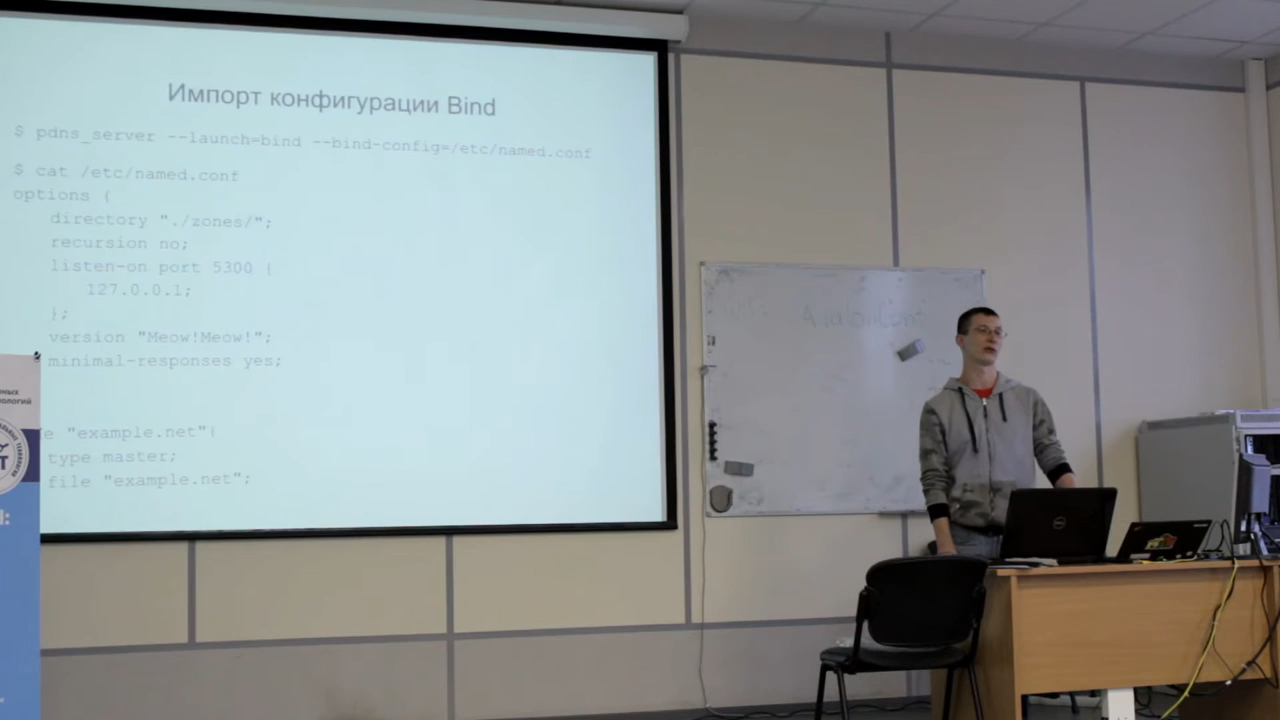 Импорт конфигурации Bind
$ pdns_server --launch=bind --bind-config=/etc/named.conf
$ cat /etc/named.conf
options {
directory "./zones/";
recursion no;
listen-on port 5300 {
127.0.0.1;
};
version "Meow!Meow!";
minimal-responses yes;
e "example.net"{
type master;
file "example.net";
DELL